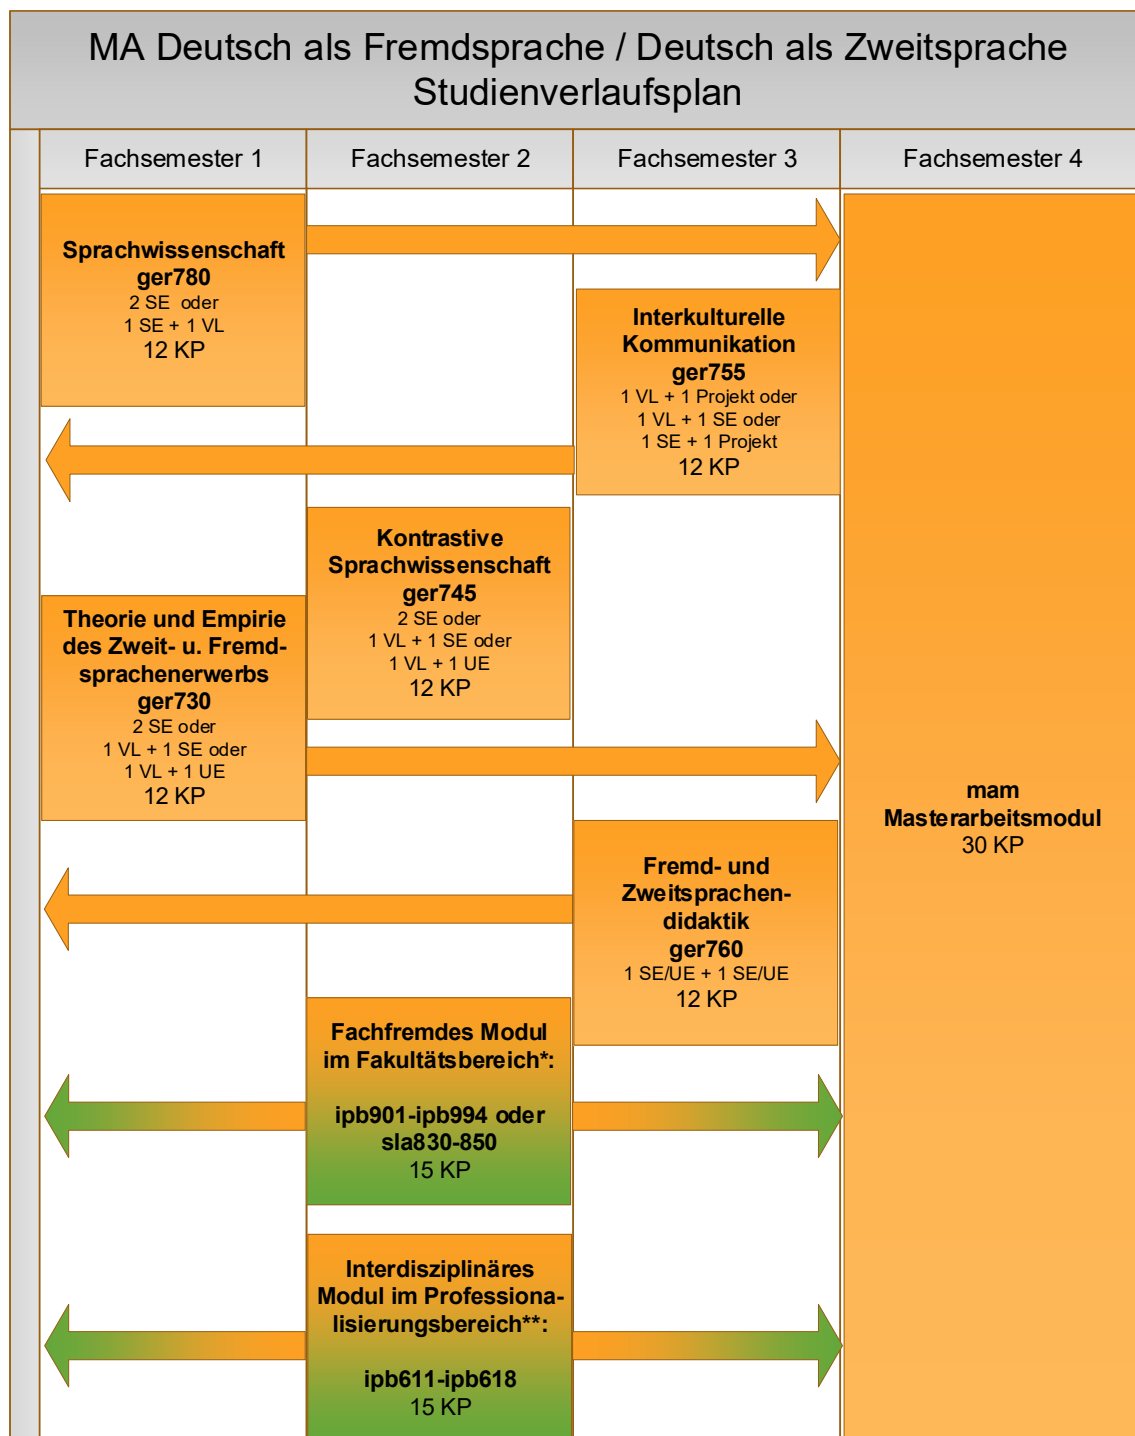 MA Deutsch als Fremdsprache / Deutsch als Zweitsprache
Studienverlaufsplan
Fachsemester 1
Fachsemester 2
Fachsemester 3
Fachsemester 4
Sprachwissenschaft
ger780
2 SE oder
1 SE + 1 VL
12 KP
Interkulturelle
Kommunikation
ger755
1 VL + 1 Projekt oder
1 VL + 1 SE oder
1 SE + 1 Projekt
12 KP
Kontrastive
Sprachwissenschaft
ger745
2 SE oder
1 VL + 1 SE oder
1 VL + 1 UE
12 KP
Theorie und Empirie
des Zweit- u. Fremd-
sprachenerwerbs
ger730
2 SE oder
1 VL + 1 SE oder
1 VL + 1 UE
12 KP
mam
Masterarbeitsmodul
30 KP
Fremd- und
Zweitsprachen-
didaktik
ger760
1 SE/UE + 1 SE/UE
12 KP
Fachfremdes Modul
im Fakultätsbereich*:
ipb901-ipb994 oder
sla830-850
15 KP
Interdisziplinäres
Modul im Professiona-
lisierungsbereich**:
ipb611-ipb618
15 KP